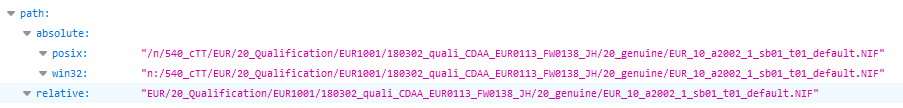 path:
absolute:
posix: "/n/540_cTT/EUR/20_Qualification/EUR1001/180302_quali_CDAA_EUR0113_FW0138_JH/20_genuine/EUR_10_a2002_1_sb01_t01_default.NIF"
win32: "n:/540_cTT/EUR/20_Qualification/EUR1001/180302_quali_CDAA_EUR0113_FW0138_JH/20_genuine/EUR_10_a2002_1_sb01_t01_default.NIF"
relative: "EUR/20_Qualification/EUR1001/180302_quali_CDAA_EUR0113_FW0138_JH/20_genuine/EUR_10_a2002_1_sb01_t01_default.NIF"